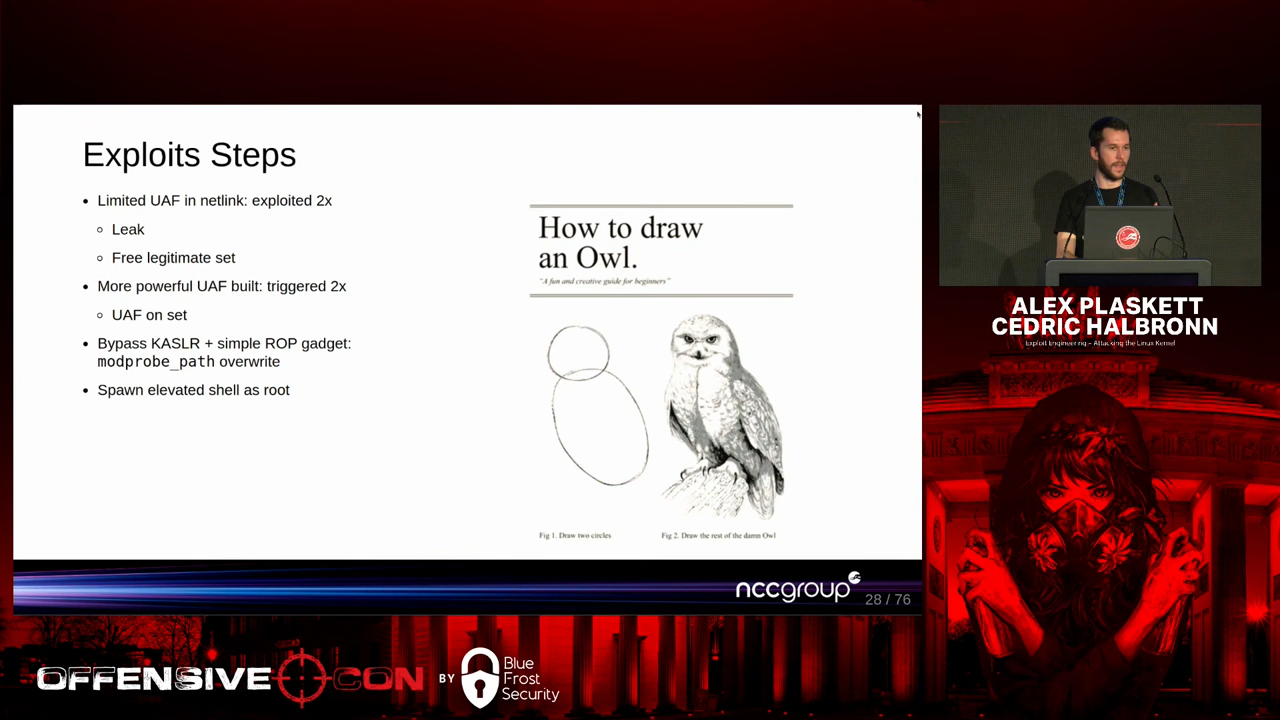 Exploits Steps
• Limited UAF in netlink: exploited 2x
◦ Leak
◦ Free legitimate set
• More powerful UAF built: triggered 2x
◦ UAF on set
• Bypass KASLR + simple ROP gadget:
modprobe_path overwrite
• Spawn elevated shell as root
How to draw
an Owl.
"A fun and creative guide for beginners"
Fig 1. Draw two circles
Fig 2. Draw the rest of the damn Owl
nccgroup
28 / 76
ALEX PLASKETT
CEDRIC HALBRONN
Exploit Engineering – Attacking the Linux Kernel
OFFENSIVE CON
BY
Blue
Frost
Security